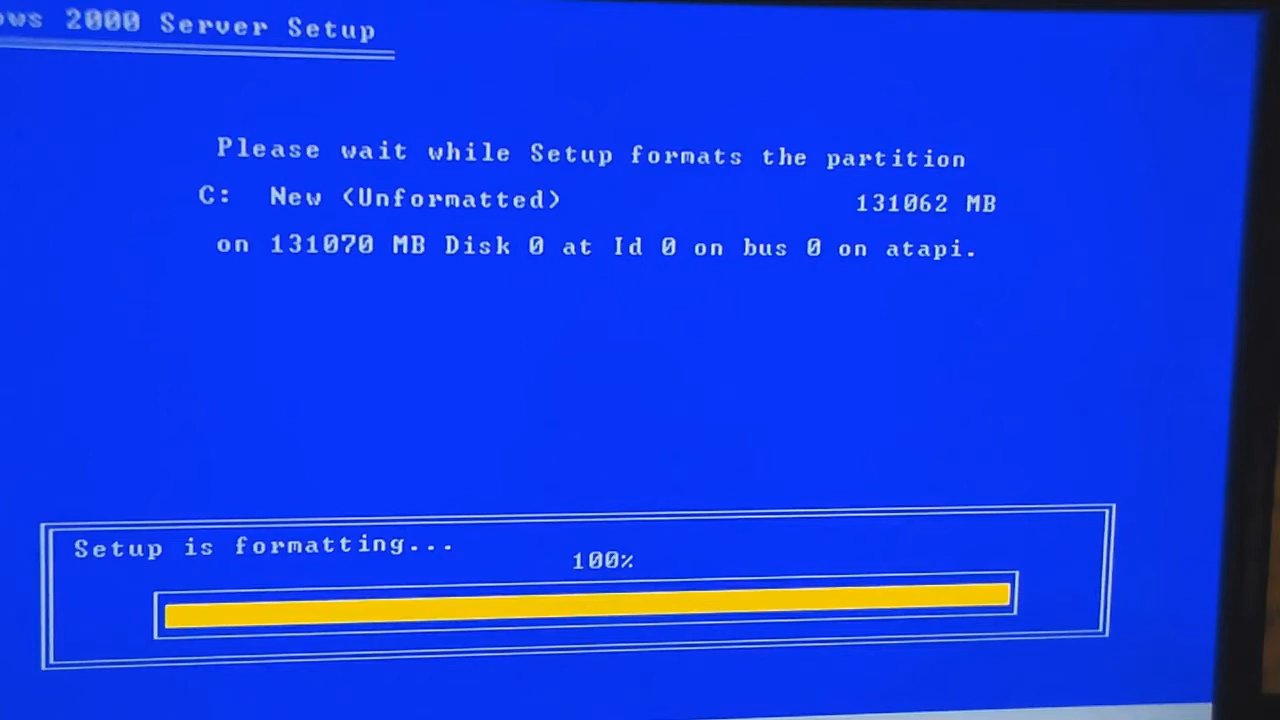 2000 Server Setup
Please wait while Setup formats the partition
C: New (Unformatted) 131062 MB
on 131070 MB Disk 0 at Id 0 on bus 0 on atapi.
Setup is formatting...
100%